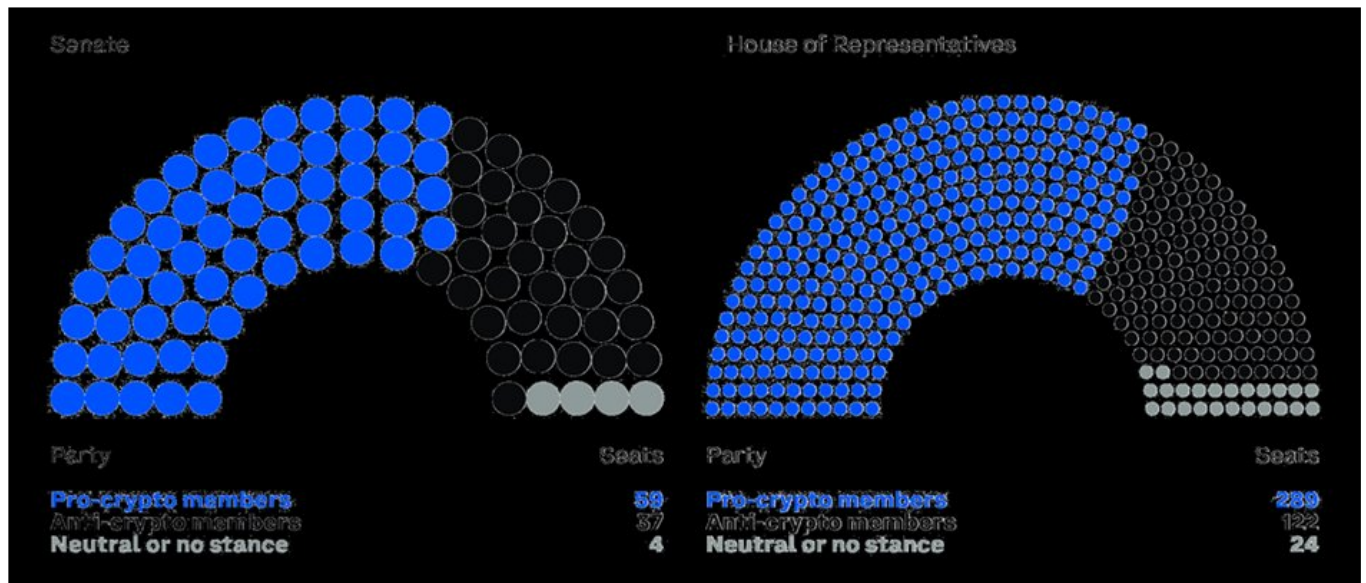 Senate
House of Representatives
Party Seats
Pro-crypto members 59
Anti-crypto members 37
Neutral or no stance 4
Party Seats
Pro-crypto members 289
Anti-crypto members 122
Neutral or no stance 24